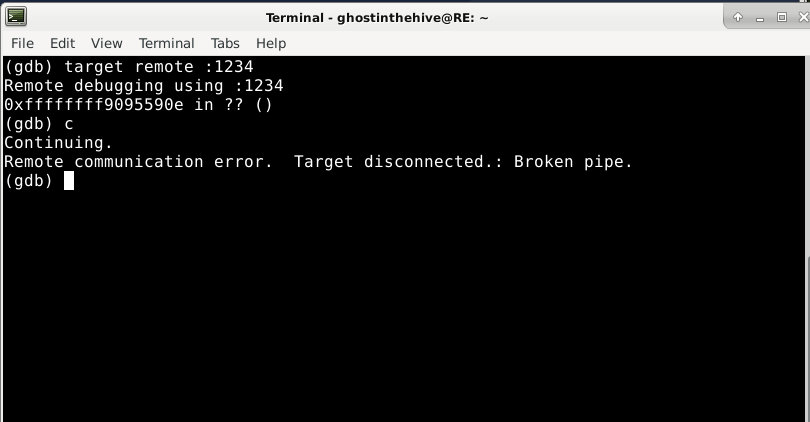 Terminal - ghostinthehive@RE: ~
File Edit View Terminal Tabs Help
(gdb) target remote :1234
Remote debugging using :1234
0xffffffff9095590e in ?? ()
(gdb) c
Continuing.
Remote communication error.  Target disconnected.: Broken pipe.
(gdb)